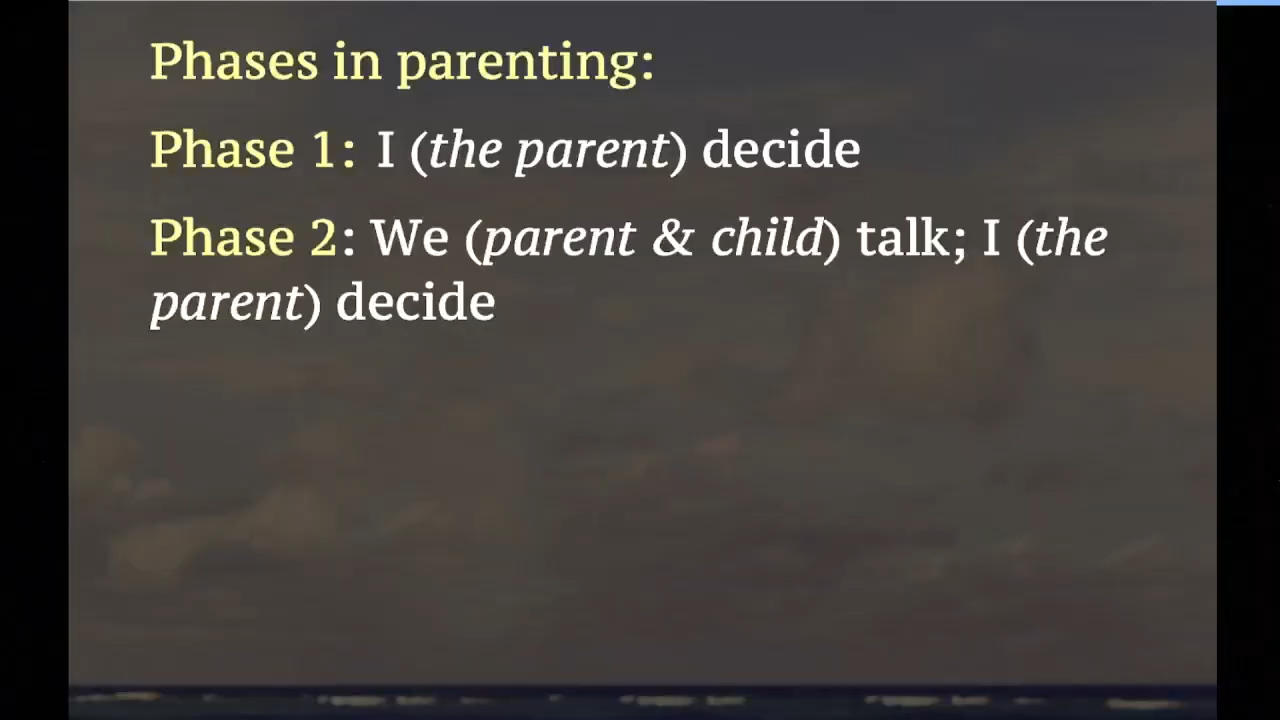 Phases in parenting:
Phase 1: I (the parent) decide
Phase 2: We (parent & child) talk; I (the
parent) decide